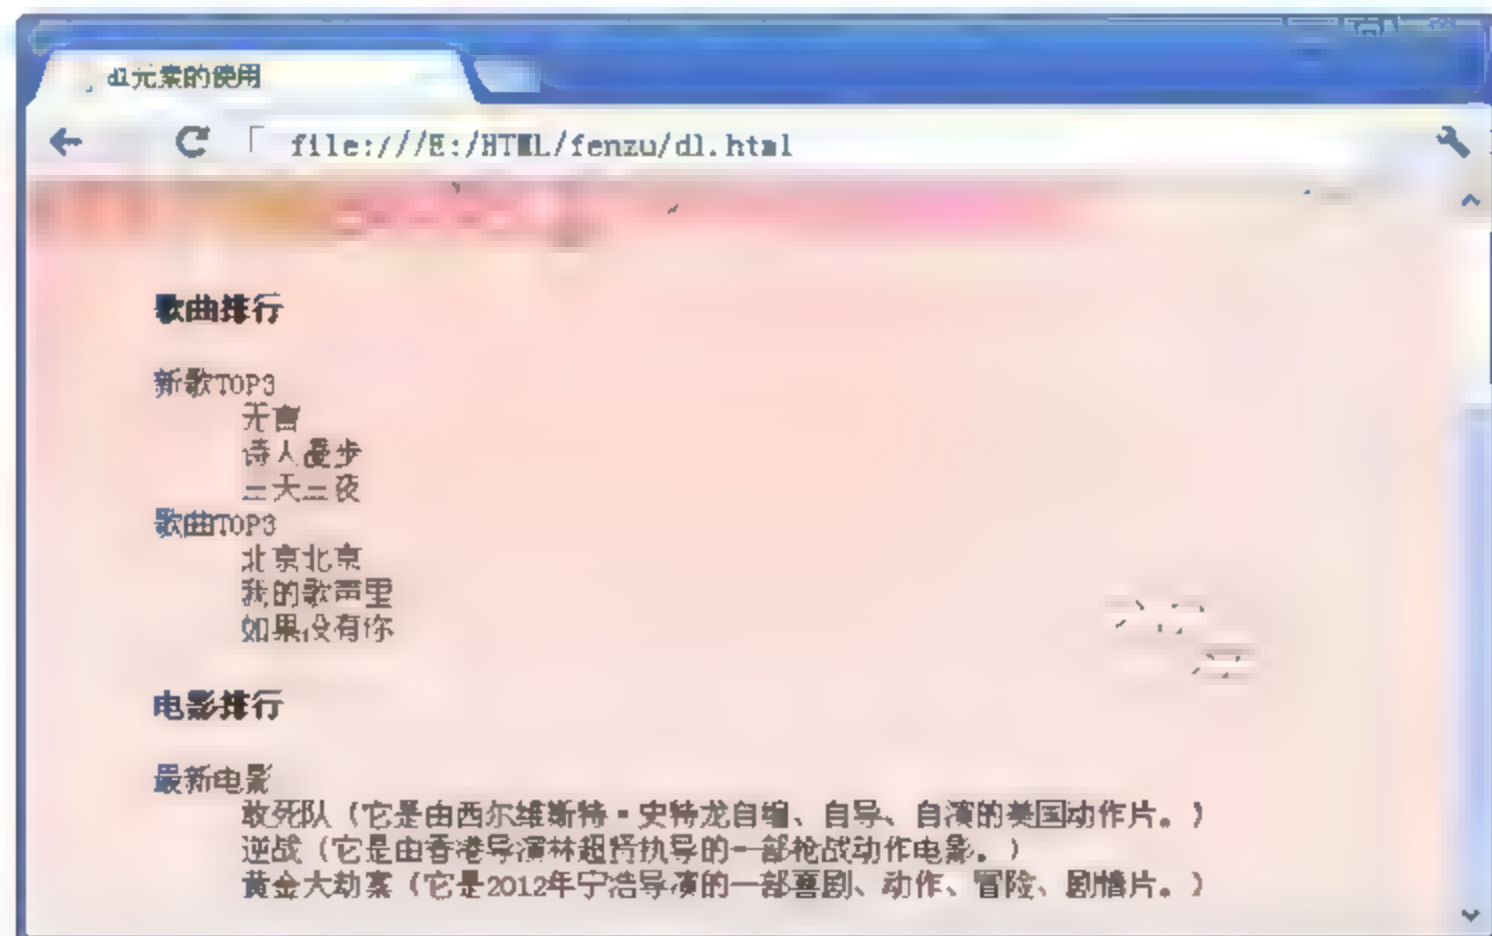 dl元素的使用
file:///E:/HTML/fenzu/dl.html
歌曲排行
新歌TOP3
无言
诗人漫步
三天三夜
歌曲TOP3
北京北京
我的歌声里
如果没有你
电影排行
最新电影
敢死队（它是由西尔维斯特·史特龙自编、自导、自演的美国动作片。）
逆战（它是由香港导演林超贤执导的一部枪战动作电影。）
黄金大劫案（它是2012年宁浩导演的一部喜剧、动作、冒险、剧情片。）